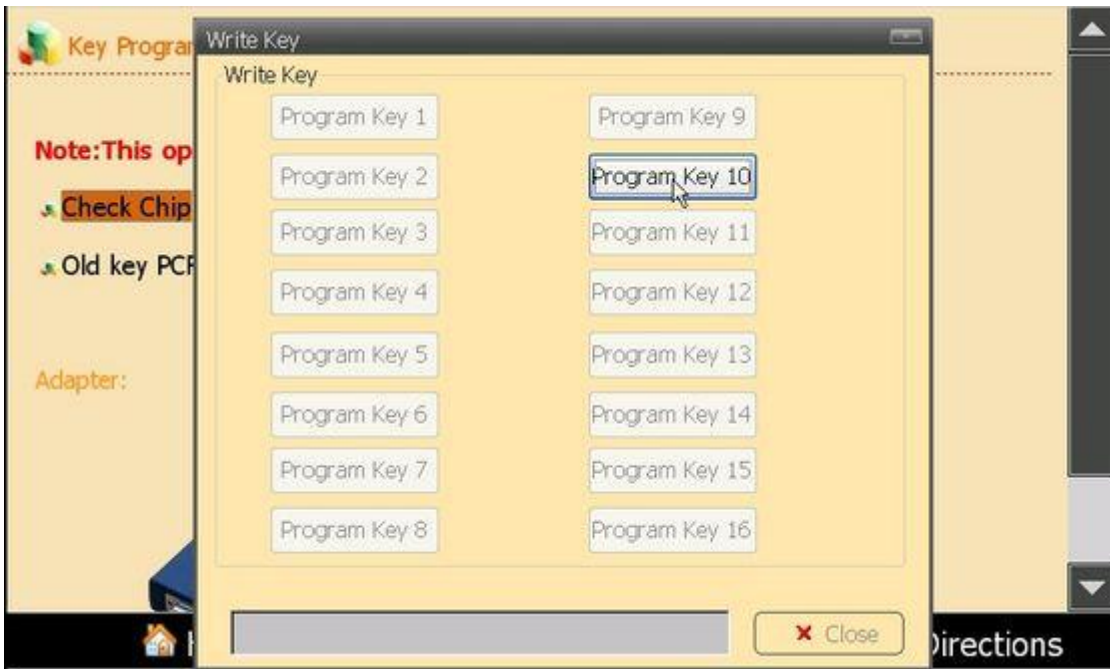 Key Progra
Write Key
Write Key
Program Key 1
Program Key 2
Program Key 3
Program Key 4
Program Key 5
Program Key 6
Program Key 7
Program Key 8
Program Key 9
Program Key 10
Program Key 11
Program Key 12
Program Key 13
Program Key 14
Program Key 15
Program Key 16
Note:This op
Check Chip
Old key PCF
Adapter:
Close
Directions